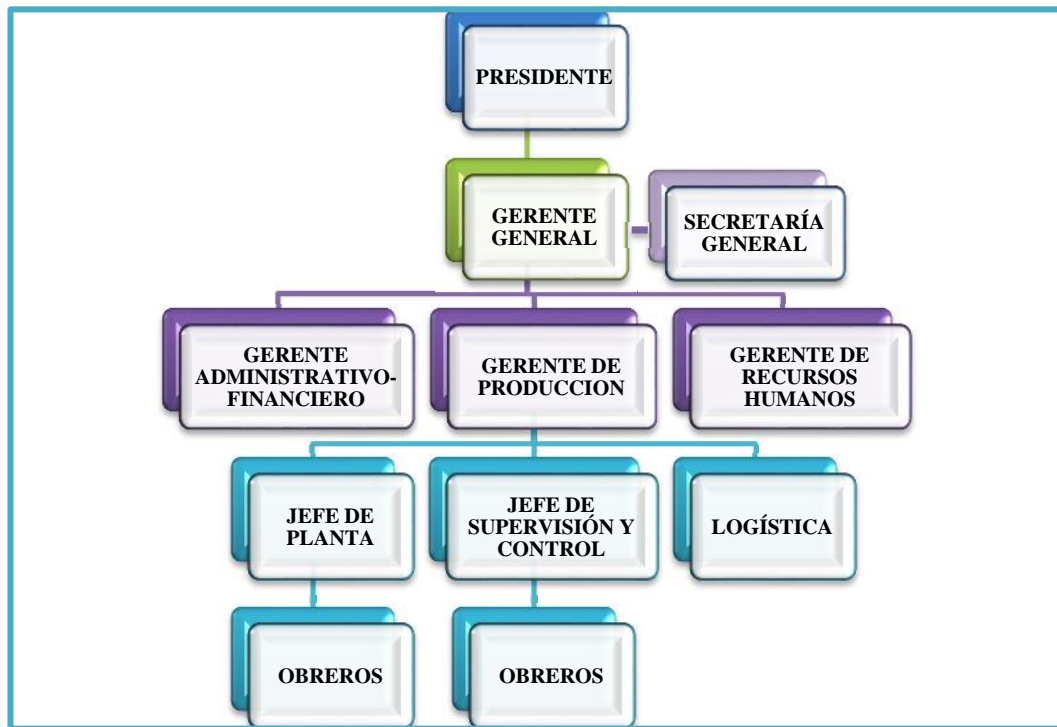 PRESIDENTE
GERENTE
GENERAL
SECRETARÍA
GENERAL
GERENTE
ADMINISTRATIVO-
FINANCIERO
GERENTE DE
PRODUCCION
GERENTE DE
RECURSOS
HUMANOS
JEFE DE
PLANTA
JEFE DE
SUPERVISIÓN Y
CONTROL
LOGÍSTICA
OBREROS
OBREROS